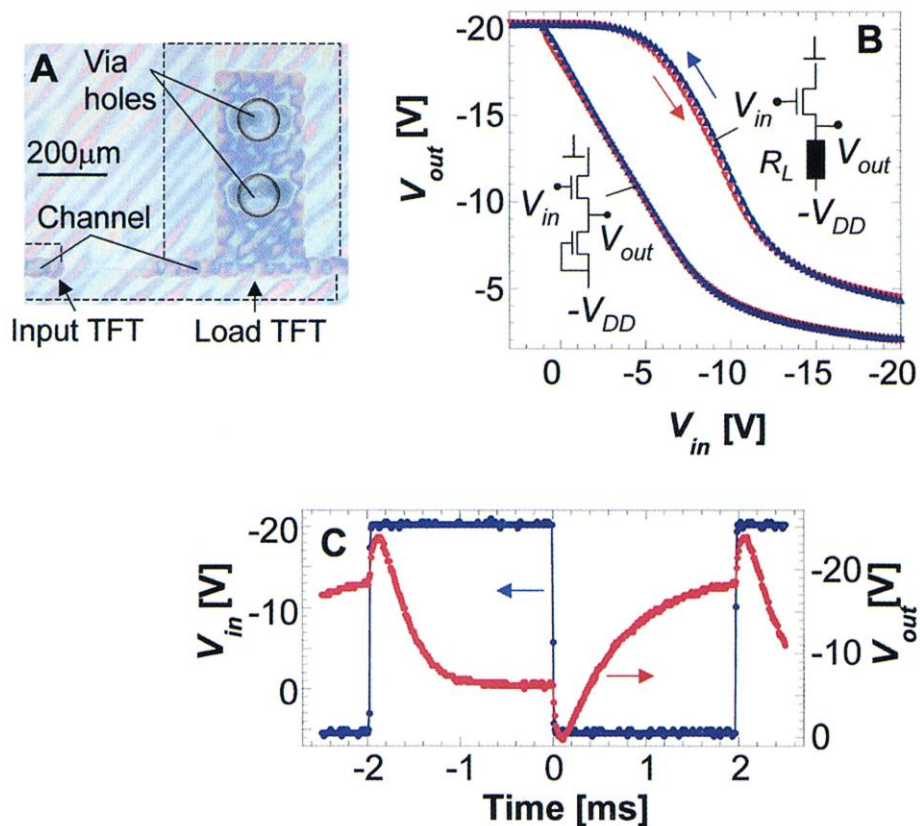 A
Via
holes
200μm
Channel
Input TFT
Load TFT
B
-20
-15
-10
-5
V_out [V]
0
-5
-10
-15
-20
V_in [V]
V_in
V_out
-V_DD
V_in
R_L
V_out
-V_DD
C
-20
-10
0
V_in [V]
-20
-10
0
V_out [V]
-2
-1
0
1
2
Time [ms]